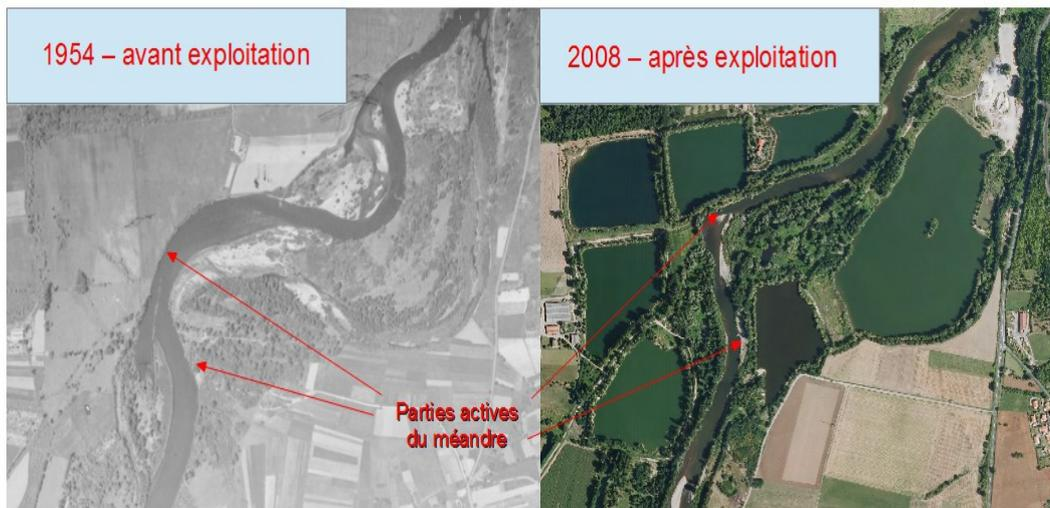 1954 – avant exploitation
2008 – après exploitation
Parties actives
du méandre